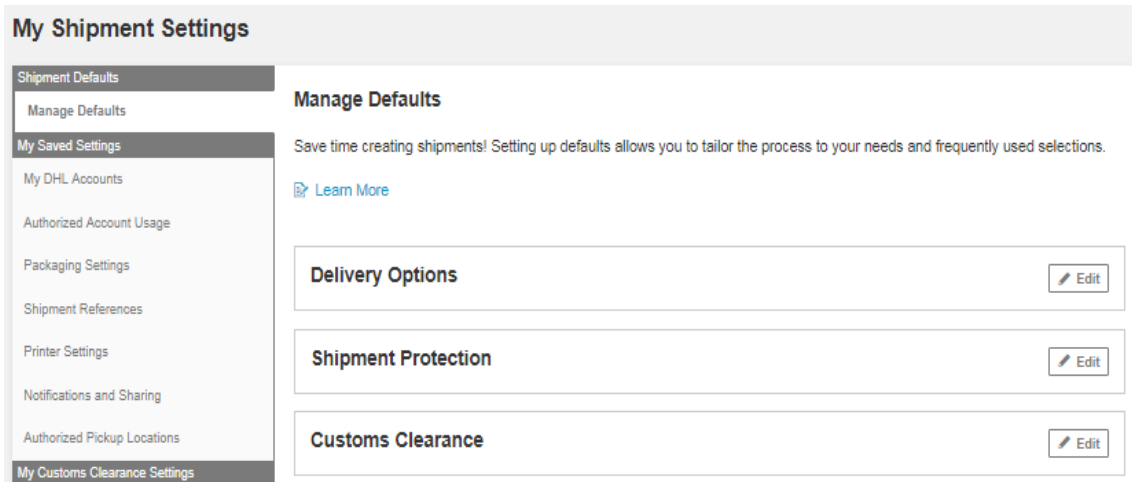 My Shipment Settings
Shipment Defaults
Manage Defaults
My Saved Settings
My DHL Accounts
Authorized Account Usage
Packaging Settings
Shipment References
Printer Settings
Notifications and Sharing
Authorized Pickup Locations
My Customs Clearance Settings
Manage Defaults
Save time creating shipments! Setting up defaults allows you to tailor the process to your needs and frequently used selections.
Learn More
Delivery Options
Edit
Shipment Protection
Edit
Customs Clearance
Edit